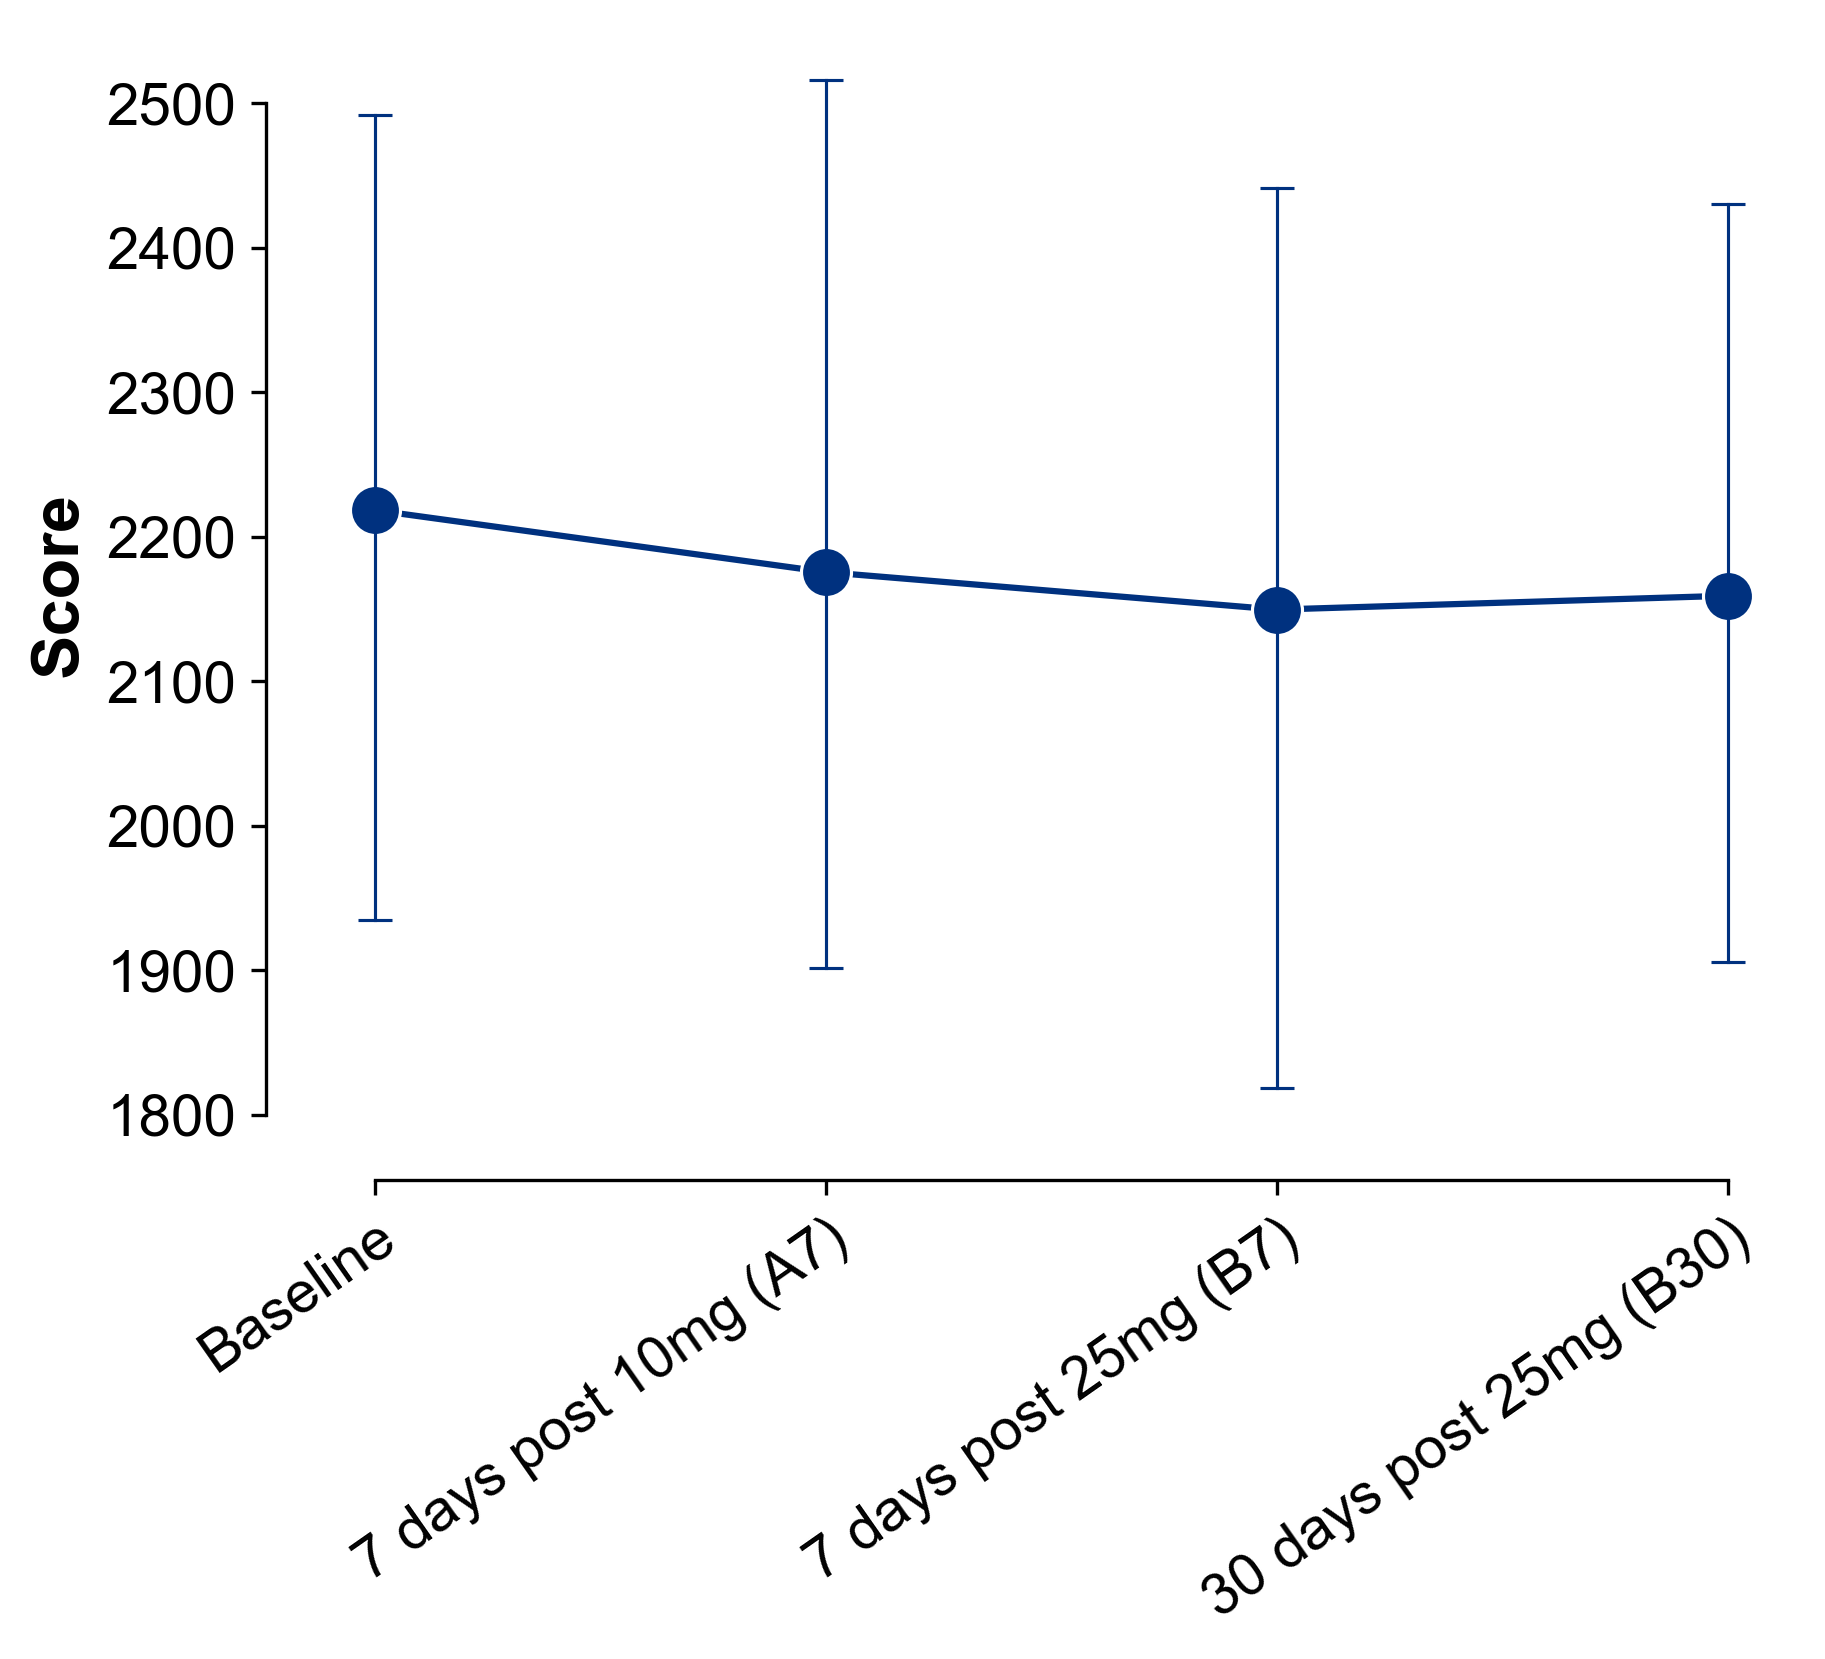 2500
2400
2300
2200
2100
2000
1900
1800
Score
Baseline
7 days post 10mg (A7)
7 days post 25mg (B7)
30 days post 25mg (B30)